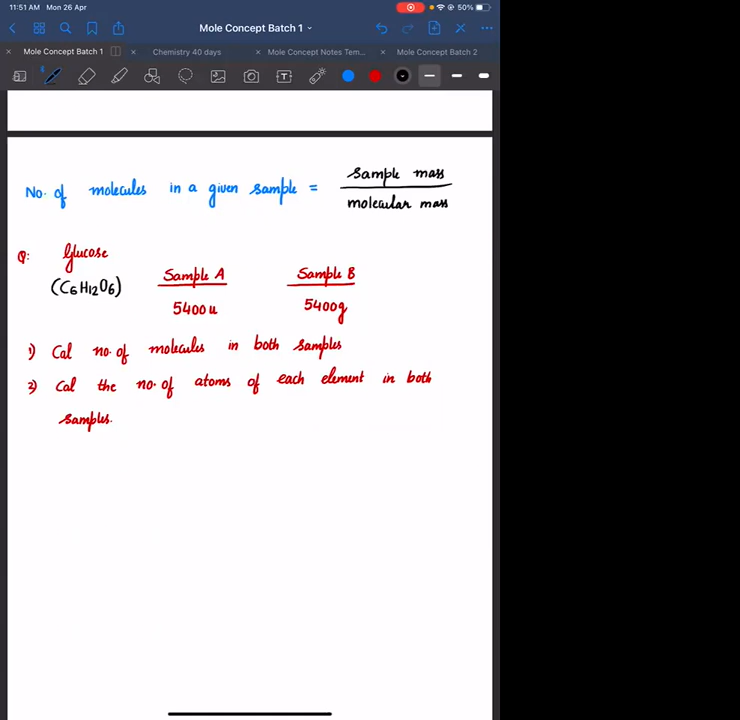 11:51 AM Mon 26 Apr 50%
Mole Concept Batch 1
Mole Concept Batch 1 Chemistry 40 days Mole Concept Notes Tem... Mole Concept Batch 2
No. of molecules in a given sample = sample mass
molecular mass
Q: Glucose
(C6H12O6) Sample A Sample B
5400u 5400g
1) Cal no. of molecules in both samples
2) Cal the no. of atoms of each element in both
samples.